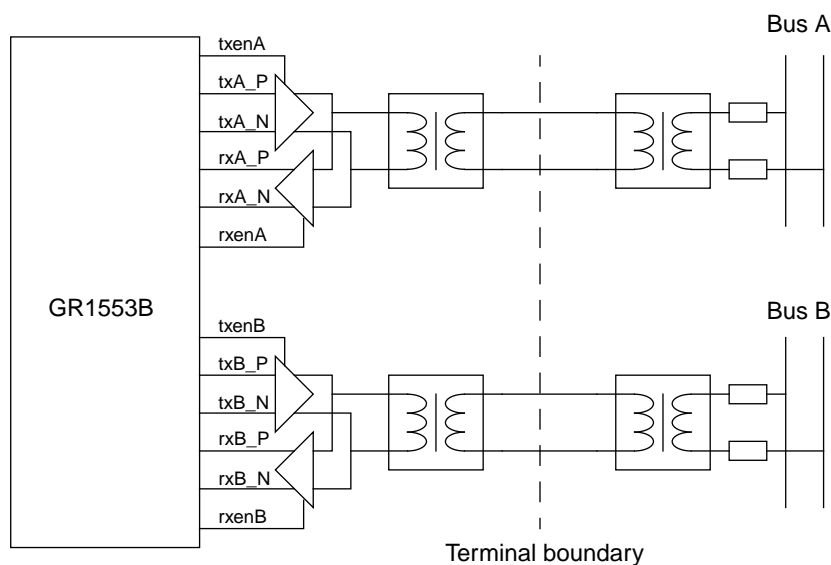 Bus A
txenA
txA_P
txA_N
rxA_P
rxA_N
rxenA
GR1553B
Bus B
txenB
txB_P
txB_N
rxB_P
rxB_N
rxenB
Terminal boundary